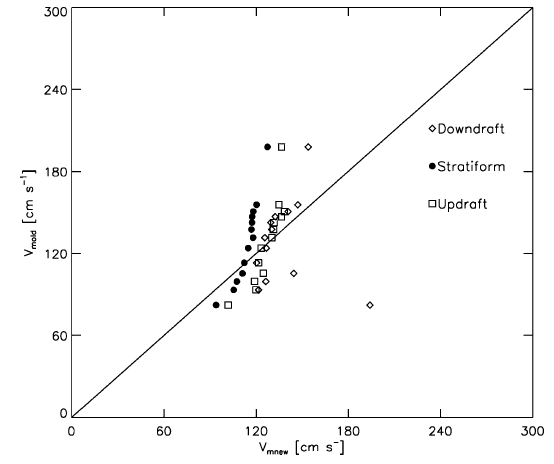 300
240
180
120
60
0
V_mold [cm s⁻¹]
◇Downdraft
●Stratiform
□Updraft
0 60 120 180 240 300
V_mnew [cm s⁻]